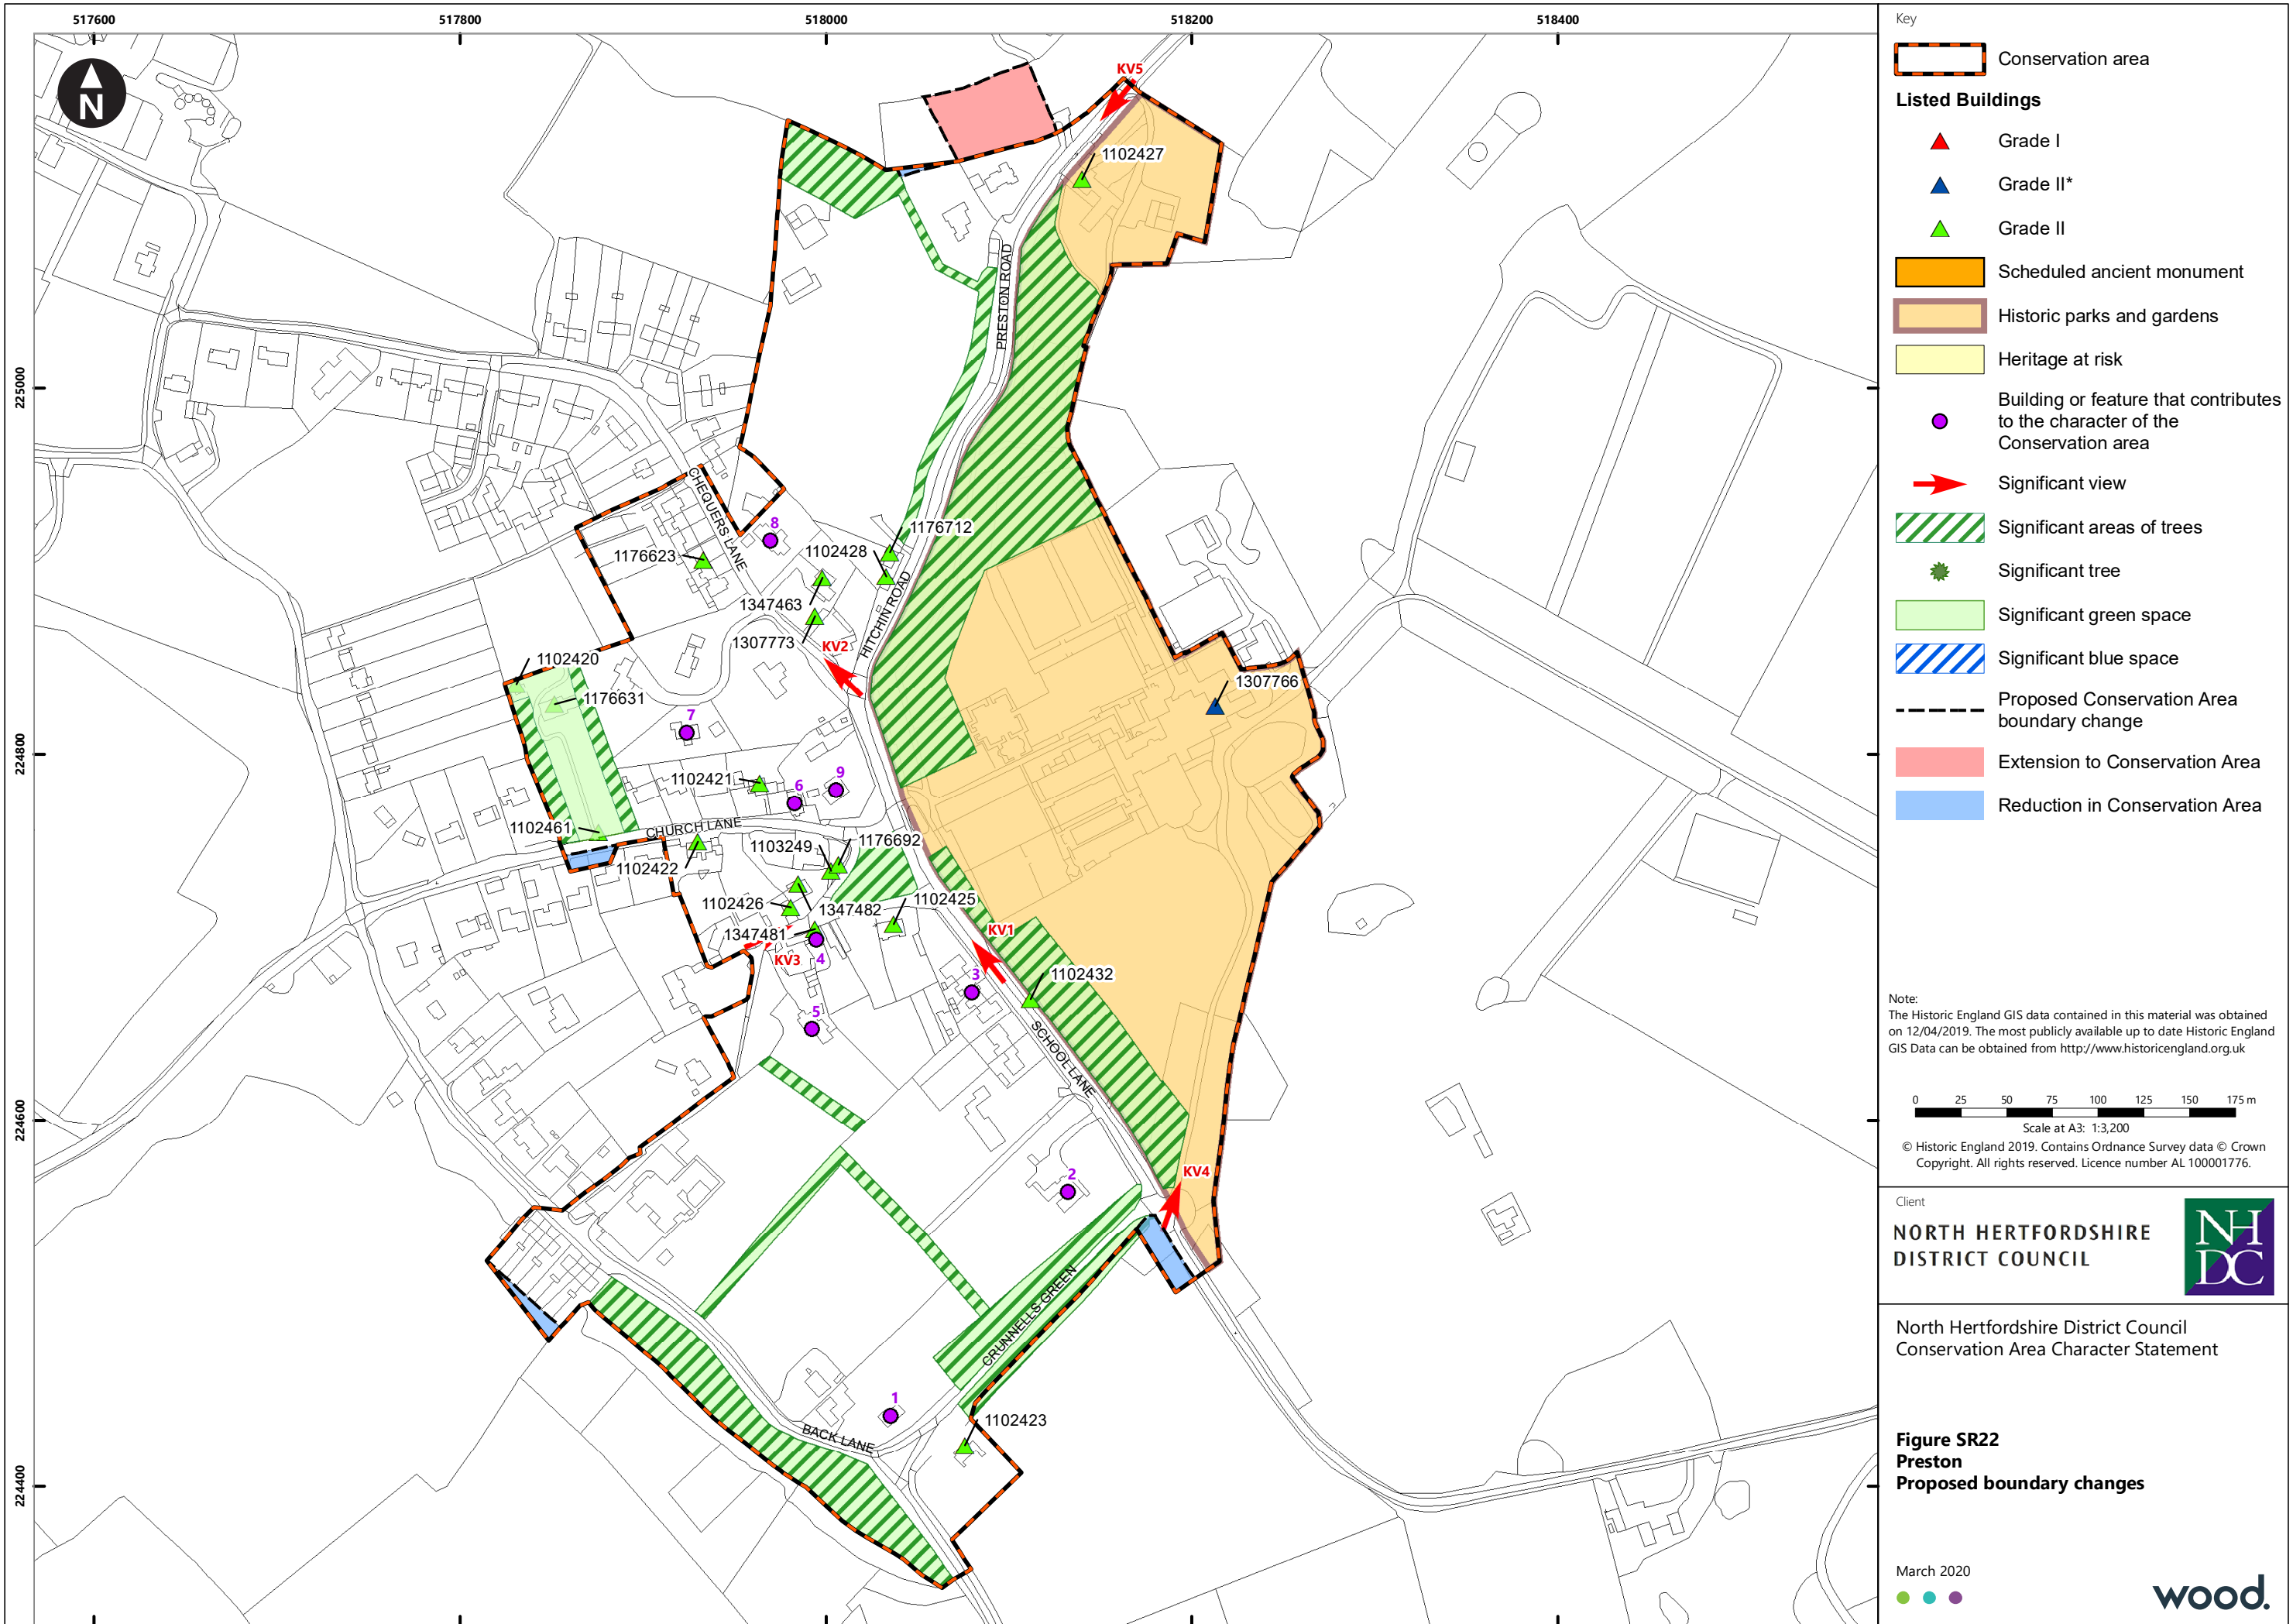 517600
517800
518000
518200
518400
225000
224800
224600
224400
N
KV5
1102427
PRESTON ROAD
CHEQUERS LANE
8
1176712
1176623
1102428
1347463
HITCHIN ROAD
1307773
KV2
1102420
1307766
1176631
7
1102421
6
9
1102461
CHURCH LANE
1103249
1176692
1102422
1102426
1347482
1102425
1347481
KV1
KV3
4
3
1102432
5
SCHOOL LANE
2
KV4
CRUNNELLS GREEN
1
1102423
BACK LANE
Key
Conservation area
Listed Buildings
Grade I
Grade II*
Grade II
Scheduled ancient monument
Historic parks and gardens
Heritage at risk
Building or feature that contributes
to the character of the
Conservation area
Significant view
Significant areas of trees
Significant tree
Significant green space
Significant blue space
Proposed Conservation Area
boundary change
Extension to Conservation Area
Reduction in Conservation Area
Note:
The Historic England GIS data contained in this material was obtained
on 12/04/2019. The most publicly available up to date Historic England
GIS Data can be obtained from http://www.historicengland.org.uk
0 25 50 75 100 125 150 175 m
Scale at A3: 1:3,200
© Historic England 2019. Contains Ordnance Survey data © Crown
Copyright. All rights reserved. Licence number AL 100001776.
Client
NORTH HERTFORDSHIRE
DISTRICT COUNCIL
NH
DC
North Hertfordshire District Council
Conservation Area Character Statement
Figure SR22
Preston
Proposed boundary changes
March 2020
wood.